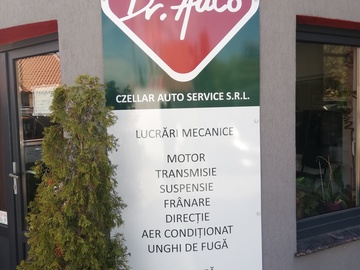 Dr. Auto
CZELLAR AUTO SERVICE S.R.L.
LUCRĂRI MECANICE
MOTOR
TRANSMISIE
SUSPENSIE
FRÂNARE
DIRECȚIE
AER CONDIȚIONAT
UNGHI DE FUGĂ